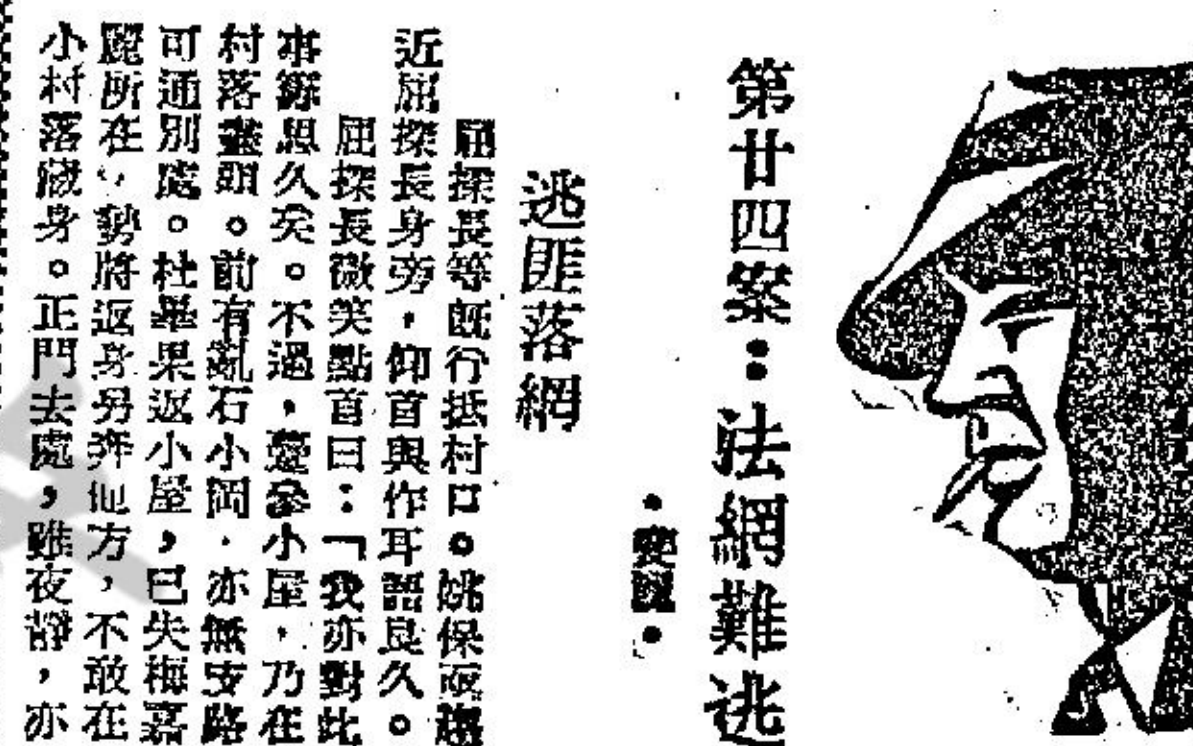 第廿四案：法網難逃
逃匪落網
屈探長等既行抵村口。姚保祿趨
近屈探長身旁，仰首與作耳語良久。
屈探長微笑點首曰：「我亦對此
事籌思久矣。不過，臺參小屋，乃在
村落盡頭。前有亂石小岡，亦無支路
可通別處。杜畢果返小屋，已失梅嘉
麗所在，勢將返身另奔他方，不敢在
小村落藏身。正門去處，雖夜靜，亦